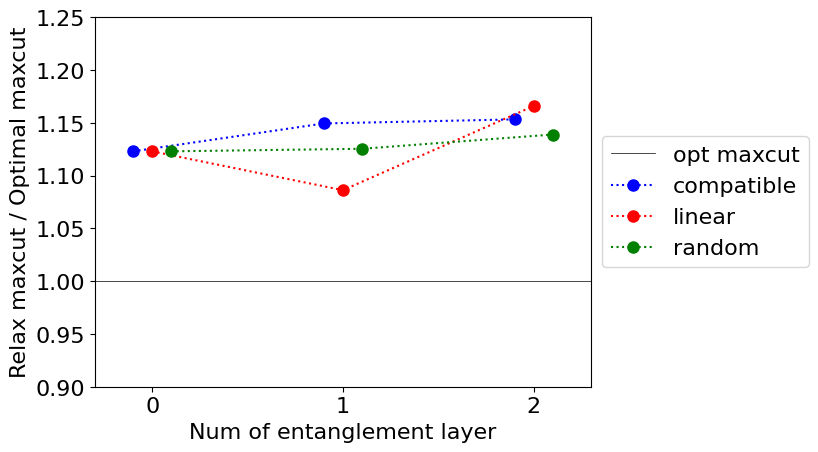 Relax maxcut / Optimal maxcut
1.25
1.20
1.15
1.10
1.05
1.00
0.95
0.90
0
1
2
Num of entanglement layer
opt maxcut
compatible
linear
random